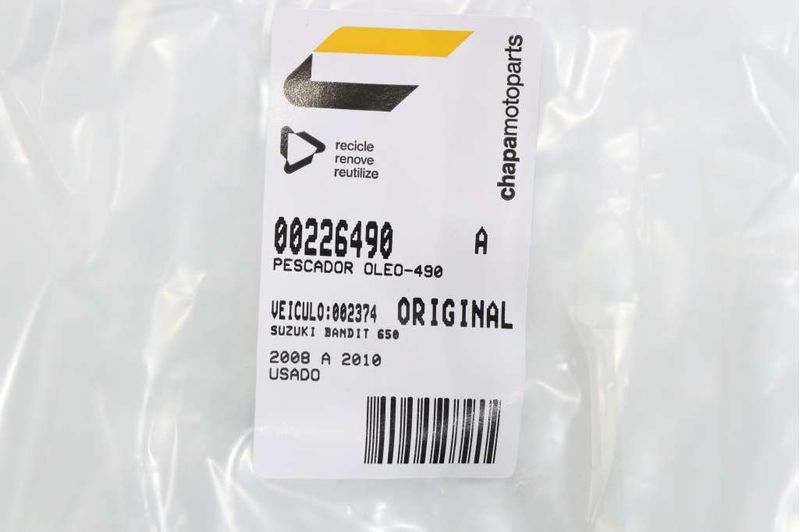 chapamotoparts
recicle
renove
reutilize
00226490 A
PESCADOR OLEO-490
VEICULO:002374 ORIGINAL
SUZUKI BANDIT 650
2008 A 2010
USADO